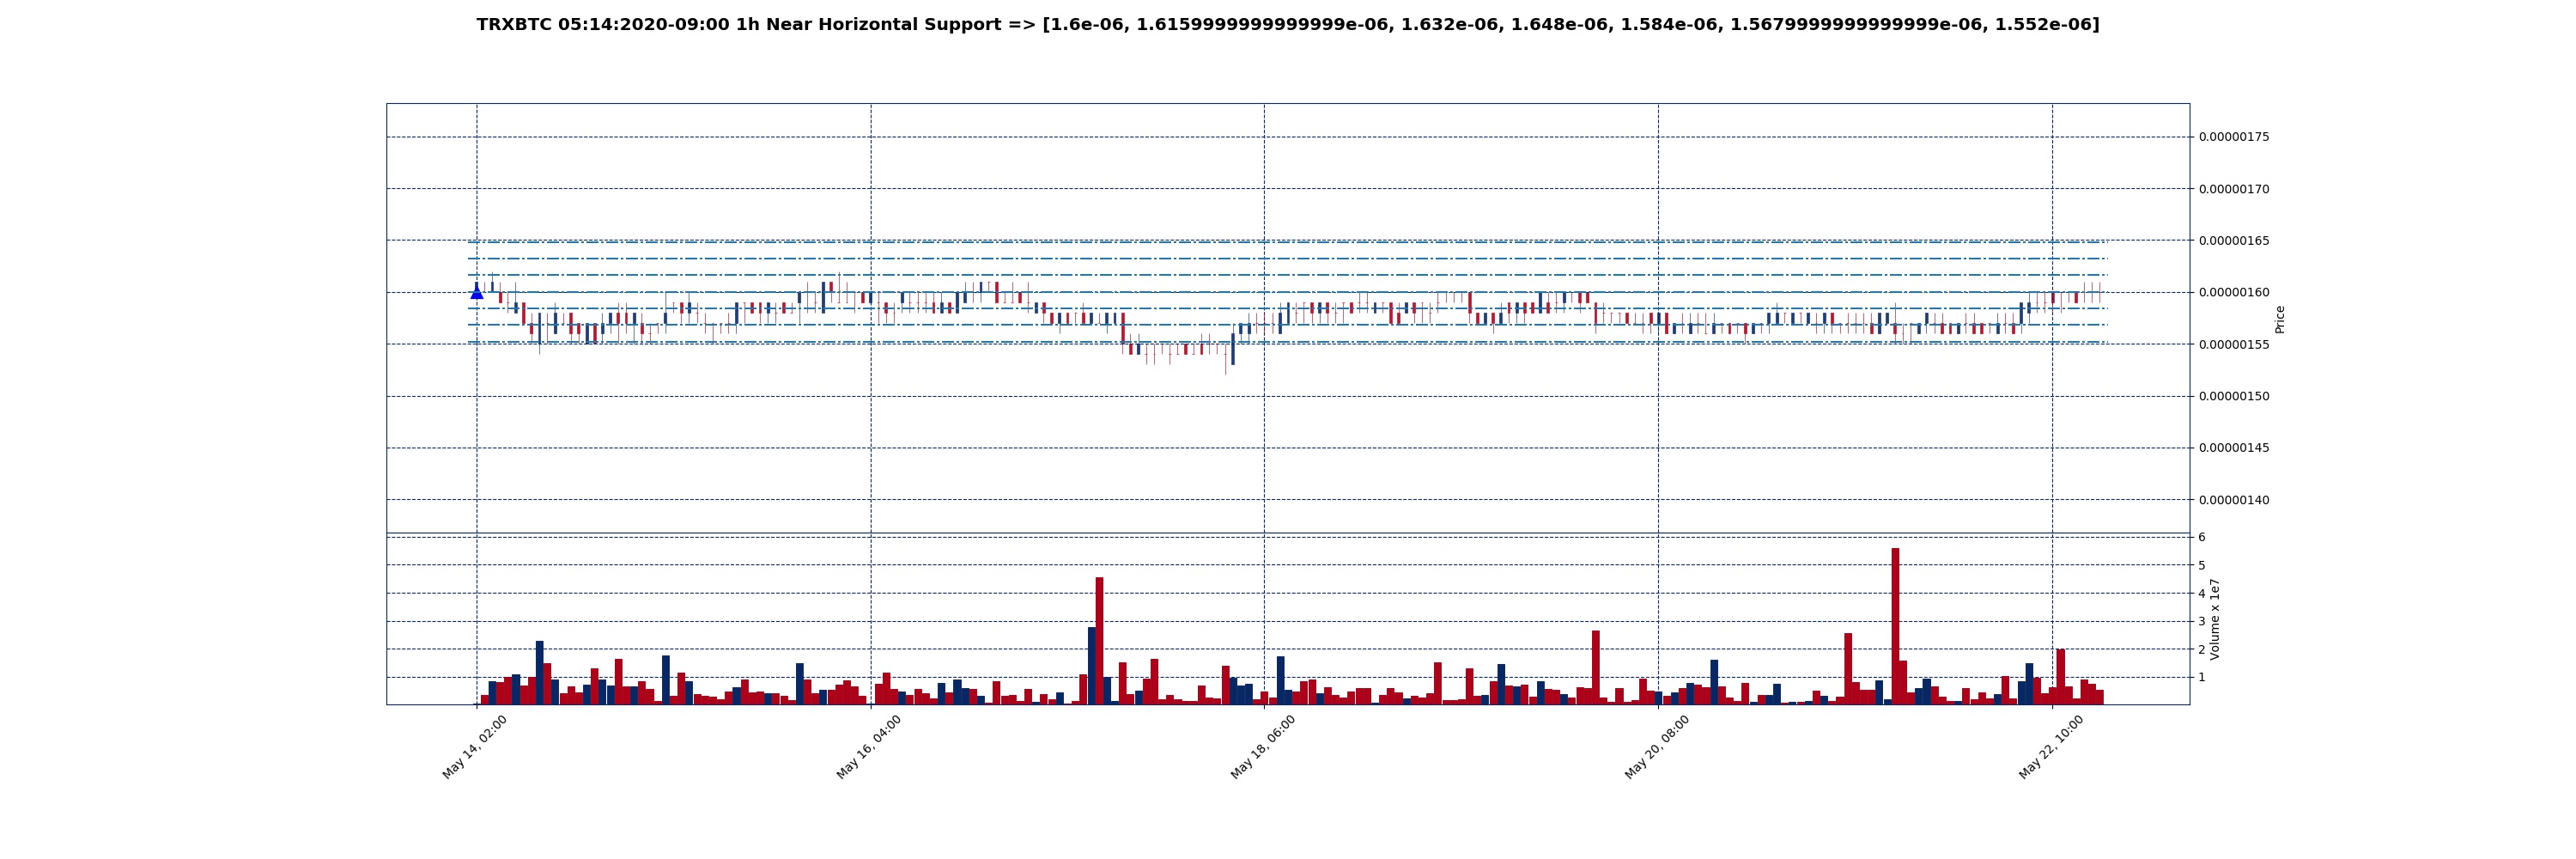 TRXBTC 05:14:2020-09:00 1h Near Horizontal Support => [1.6e-06, 1.6159999999999999e-06, 1.632e-06, 1.648e-06, 1.584e-06, 1.5679999999999999e-06, 1.552e-06]
0.00000175
0.00000170
0.00000165
0.00000160
0.00000155
0.00000150
0.00000145
0.00000140
Price
6
5
4
3
2
1
Volume x 1e7
May 14, 02:00
May 16, 04:00
May 18, 06:00
May 20, 08:00
May 22, 10:00